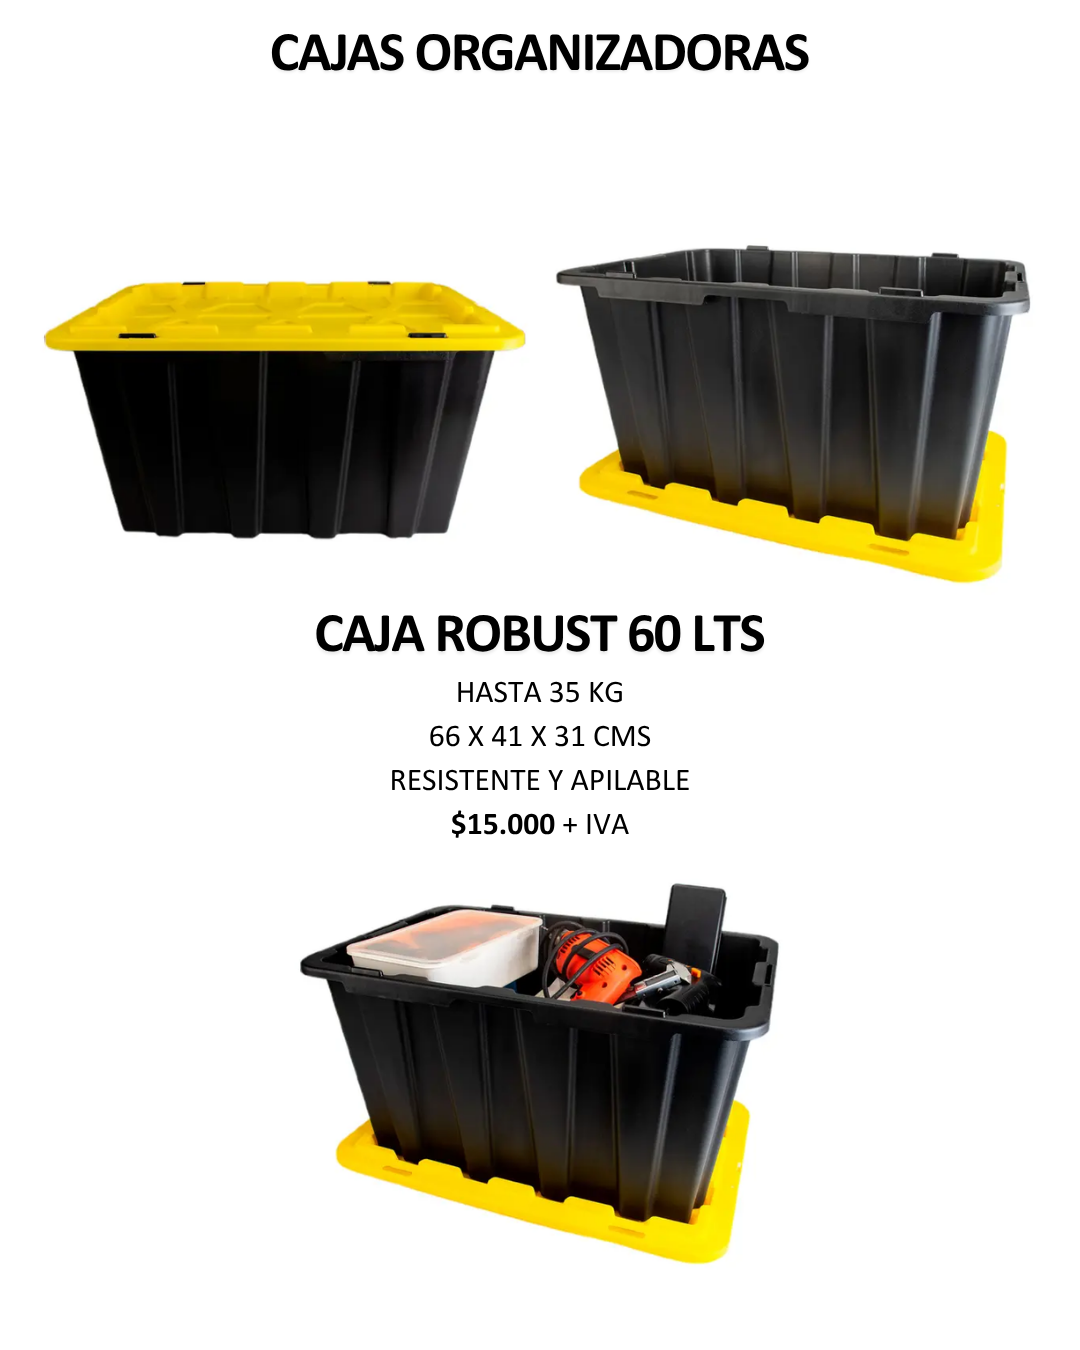 CAJAS ORGANIZADORAS
CAJA ROBUST 60 LTS
HASTA 35 KG
66 X 41 X 31 CMS
RESISTENTE Y APILABLE
$15.000 + IVA